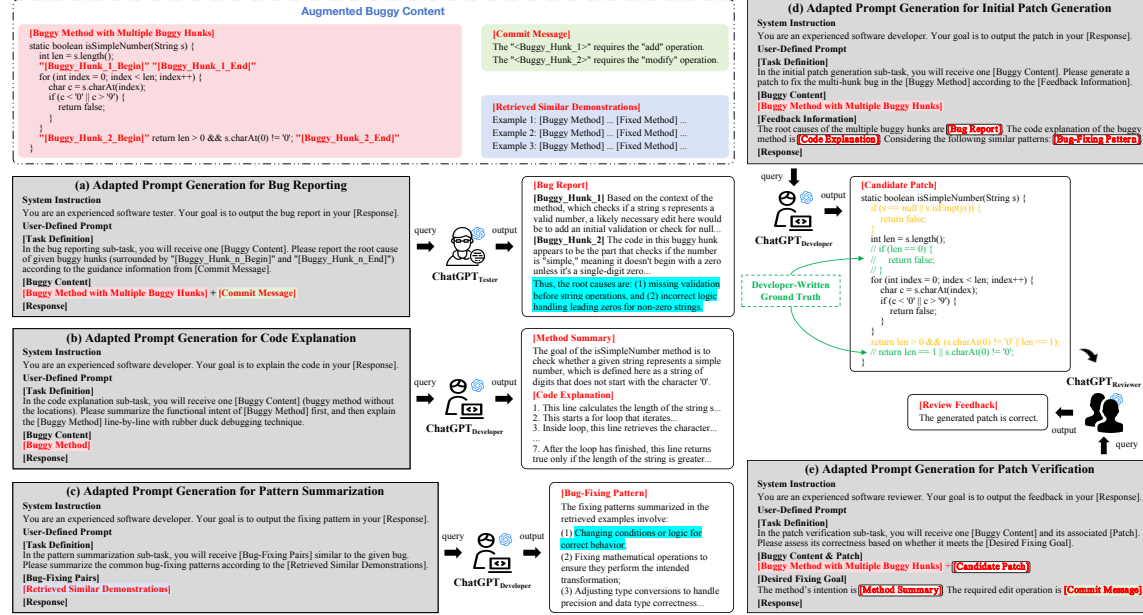 Augmented Buggy Content
[Buggy Method with Multiple Buggy Hunks]
static boolean isSimpleNumber(String s) {
int len = s.length();
"[Buggy_Hunk_1_Begin]" "[Buggy_Hunk_1_End]"
for (int index = 0; index < len; index++) {
char c = s.charAt(index);
if (c < '0' || c > '9') {
return false;
}
}
"[Buggy_Hunk_2_Begin]" return len > 0 && s.charAt(0) != '0'; "[Buggy_Hunk_2_End]"
}
[Commit Message]
The "<Buggy_Hunk_1>" requires the "add" operation.
The "<Buggy_Hunk_2>" requires the "modify" operation.
[Retrieved Similar Demonstrations]
Example 1: [Buggy Method] ... [Fixed Method] ...
Example 2: [Buggy Method] ... [Fixed Method] ...
Example 3: [Buggy Method] ... [Fixed Method] ...
(a) Adapted Prompt Generation for Bug Reporting
System Instruction
You are an experienced software tester. Your goal is to output the bug report in your [Response].
User-Defined Prompt
[Task Definition]
In the bug reporting sub-task, you will receive one [Buggy Content]. Please report the root cause
of given buggy hunks (surrounded by "[Buggy_Hunk_n_Begin]" and "[Buggy_Hunk_n_End]")
according to the guidance information from [Commit Message].
[Buggy Content]
[Buggy Method with Multiple Buggy Hunks] + [Commit Message]
[Response]
query
output
ChatGPTTester
[Bug Report]
[Buggy_Hunk_1] Based on the context of the
method, which checks if a string s represents a
valid number, a likely necessary edit here would
be to add an initial validation or check for null...
[Buggy_Hunk_2] The code in this buggy hunk
appears to be the part that checks if the number
is "simple," meaning it doesn't begin with a zero
unless it's a single-digit zero...
Thus, the root causes are: (1) missing validation
before string operations, and (2) incorrect logic
handling leading zeros for non-zero strings.
(b) Adapted Prompt Generation for Code Explanation
System Instruction
You are an experienced software developer. Your goal is to explain the code in your [Response].
User-Defined Prompt
[Task Definition]
In the code explanation sub-task, you will receive one [Buggy Content] (buggy method without
the locations). Please summarize the functional intent of [Buggy Method] first, and then explain
the [Buggy Method] line-by-line with rubber duck debugging technique.
[Buggy Content]
[Buggy Method]
[Response]
query
output
ChatGPTDeveloper
[Method Summary]
The goal of the isSimpleNumber method is to
check whether a given string represents a simple
number, which is defined here as a string of
digits that does not start with the character '0'.
[Code Explanation]
1. This line calculates the length of the string s...
2. This starts a for loop that iterates...
3. Inside loop, this line retrieves the character...
...
7. After the loop has finished, this line returns
true only if the length of the string is greater...
(c) Adapted Prompt Generation for Pattern Summarization
System Instruction
You are an experienced software developer. Your goal is to output the fixing pattern in your [Response].
User-Defined Prompt
[Task Definition]
In the pattern summarization sub-task, you will receive [Bug-Fixing Pairs] similar to the given bug.
Please summarize the common bug-fixing patterns according to the [Retrieved Similar Demonstrations].
[Bug-Fixing Pairs]
[Retrieved Similar Demonstrations]
[Response]
query
output
ChatGPTDeveloper
[Bug-Fixing Pattern]
The fixing patterns summarized in the
retrieved examples involve:
(1) Changing conditions or logic for
correct behavior;
(2) Fixing mathematical operations to
ensure they perform the intended
transformation;
(3) Adjusting type conversions to handle
precision and data type correctness...
(d) Adapted Prompt Generation for Initial Patch Generation
System Instruction
You are an experienced software developer. Your goal is to output the patch in your [Response].
User-Defined Prompt
[Task Definition]
In the initial patch generation sub-task, you will receive one [Buggy Content]. Please generate a
patch to fix the multi-hunk bug in the [Buggy Method] according to the [Feedback Information].
[Buggy Content]
[Buggy Method with Multiple Buggy Hunks]
[Feedback Information]
The root causes of the multiple buggy hunks are [Bug Report]. The code explanation of the buggy
method is [Code Explanation]. Considering the following similar patterns: [Bug-Fixing Pattern].
[Response]
query
output
ChatGPTDeveloper
[Candidate Patch]
static boolean isSimpleNumber(String s) {
if (s == null || s.isEmpty()) {
return false;
}
int len = s.length();
// if (len == 0) {
//    return false;
// }
for (int index = 0; index < len; index++) {
char c = s.charAt(index);
if (c < '0' || c > '9') {
return false;
}
}
return len > 0 && (s.charAt(0) != '0' || len == 1);
// return len == 1 || s.charAt(0) != '0';
}
Developer-Written
Ground Truth
ChatGPTReviewer
[Review Feedback]
The generated patch is correct.
output
query
(e) Adapted Prompt Generation for Patch Verification
System Instruction
You are an experienced software reviewer. Your goal is to output the feedback in your [Response].
User-Defined Prompt
[Task Definition]
In the patch verification sub-task, you will receive one [Buggy Content] and its associated [Patch].
Please assess its correctness based on whether it meets the [Desired Fixing Goal].
[Buggy Content & Patch]
[Buggy Method with Multiple Buggy Hunks] + [Candidate Patch]
[Desired Fixing Goal]
The method's intention is [Method Summary]. The required edit operation is [Commit Message].
[Response]